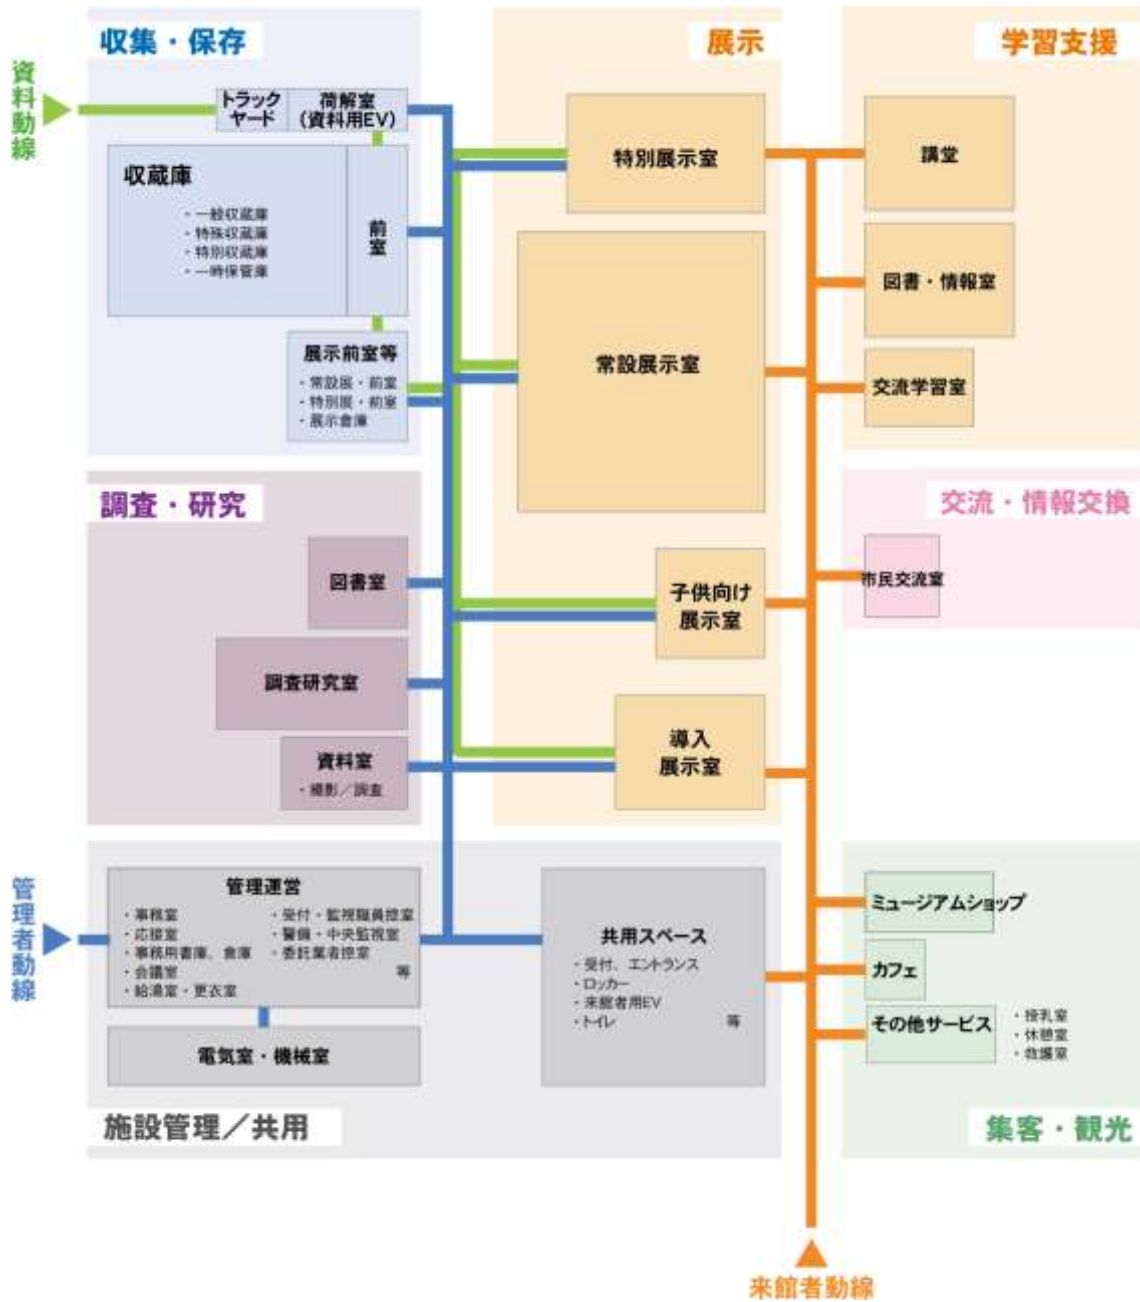 収集・保存
展示
学習支援
資料動線
トラック
ヤード
荷解室
(資料用EV)
収蔵庫
・一般収蔵庫
・特殊収蔵庫
・特別収蔵庫
・一時保管庫
前室
展示前室等
・常設展・前室
・特別展・前室
・展示倉庫
特別展示室
常設展示室
講堂
図書・情報室
交流学習室
調査・研究
交流・情報交換
図書室
調査研究室
資料室
・撮影／調査
子供向け
展示室
導入
展示室
市民交流室
管理者動線
管理運営
・事務室
・応接室
・事務用書庫、倉庫
・会議室
・給湯室・更衣室
・受付・監視職員控室
・警備・中央監視室
・委託業者控室
等
電気室・機械室
共用スペース
・受付、エントランス
・ロッカー
・来館者用EV
・トイレ 等
ミュージアムショップ
カフェ
その他サービス
・授乳室
・休憩室
・救護室
施設管理／共用
集客・観光
来館者動線